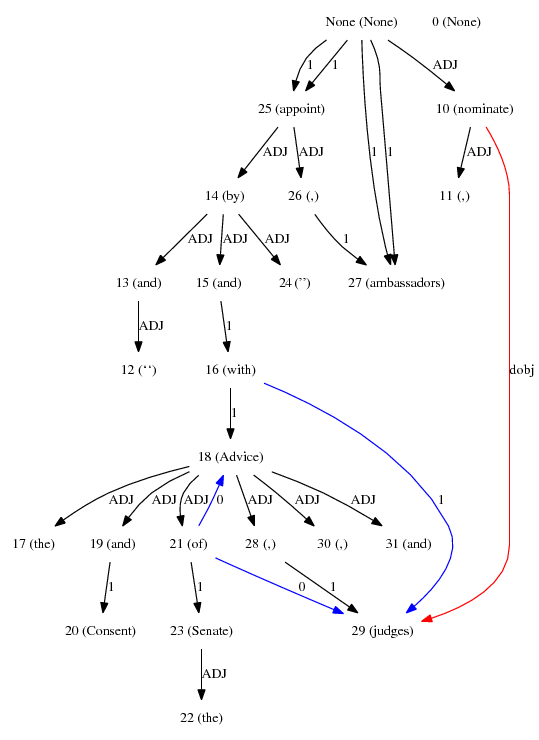 None (None) 0 (None)
1 1 ADJ
25 (appoint) 10 (nominate)
ADJ ADJ 1 1 ADJ
14 (by) 26 (,) 11 (,)
ADJ ADJ ADJ 1
13 (and) 15 (and) 24 (”) 27 (ambassadors)
ADJ 1
12 (‘‘) 16 (with) dobj
1
18 (Advice)
ADJ ADJ ADJ 0 ADJ ADJ ADJ 1
17 (the) 19 (and) 21 (of) 28 (,) 30 (,) 31 (and)
1 1 0 1
20 (Consent) 23 (Senate) 29 (judges)
ADJ
22 (the)